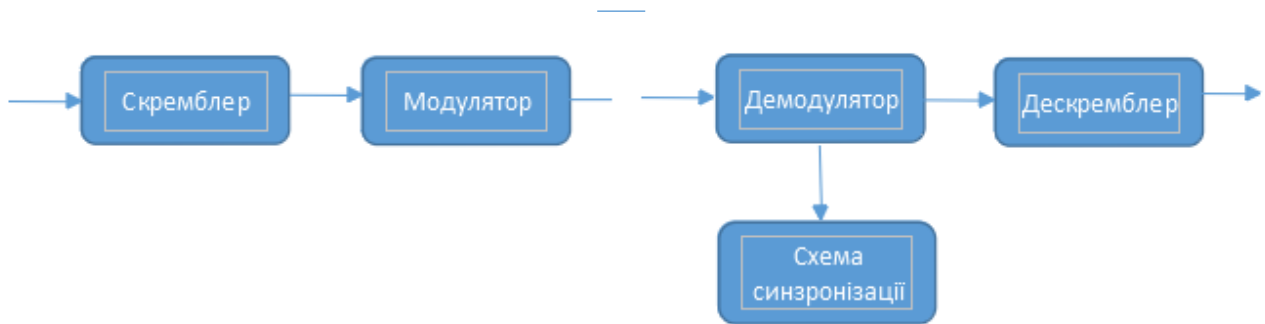 Скремблер
Модулятор
Демодулятор
Дескремблер
Схема
синзронізації